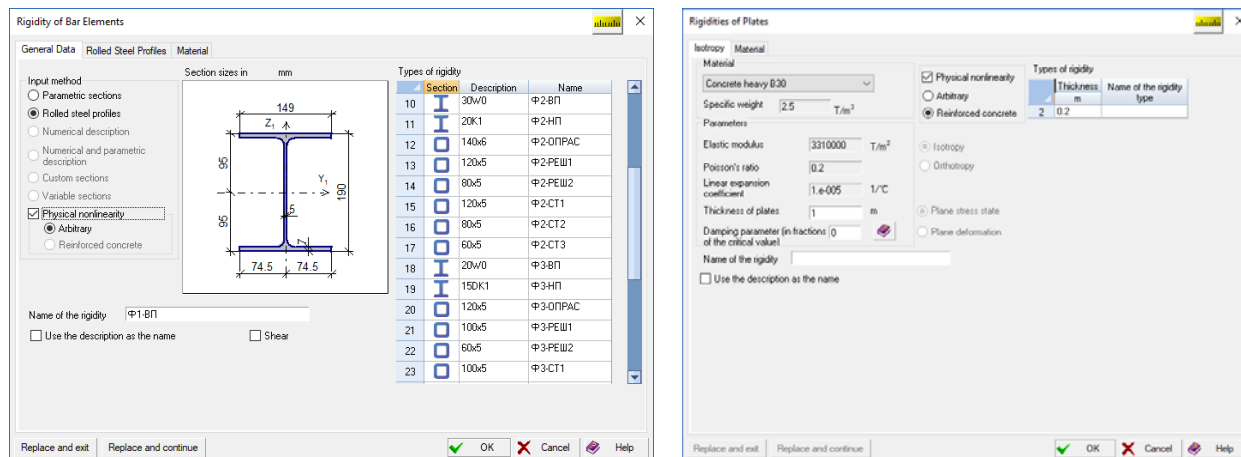 Rigidity of Bar Elements
General Data Rolled Steel Profiles Material
Input method
Parametric sections
Rolled steel profiles
Numerical description
Numerical and parametric
description
Custom sections
Variable sections
Physical nonlinearity
Arbitrary
Reinforced concrete
Section sizes in mm
149
Z1
95
Y1
190
5
95
7
74.5 74.5
Name of the rigidity Ф1-ВП
Use the description as the name Shear
Types of rigidity
Section Description Name
10 30W0 Ф2-ВП
11 20K1 Ф2-НП
12 140x6 Ф2-ОПРАС
13 120x5 Ф2-РЕШ1
14 80x5 Ф2-РЕШ2
15 120x5 Ф2-СТ1
16 80x5 Ф2-СТ2
17 60x5 Ф2-СТ3
18 20W0 Ф3-ВП
19 15DK1 Ф3-НП
20 120x5 Ф3-ОПРАС
21 100x5 Ф3-РЕШ1
22 60x5 Ф3-РЕШ2
23 100x5 Ф3-СТ1
Replace and exit Replace and continue OK Cancel Help
Rigidities of Plates
Isotropy Material
Material
Concrete heavy B30
Specific weight 2.5 T/m³
Parameters
Elastic modulus 3310000 T/m²
Poisson's ratio 0.2
Linear expansion
coefficient 1.e-005 1/°C
Thickness of plates 1 m
Damping parameter (in fractions
of the critical value) 0
Name of the rigidity
Use the description as the name
Physical nonlinearity
Arbitrary
Reinforced concrete
Isotropy
Orthotropy
Plane stress state
Plane deformation
Types of rigidity
Thickness Name of the rigidity
m type
2 0.2
Replace and exit Replace and continue OK Cancel Help